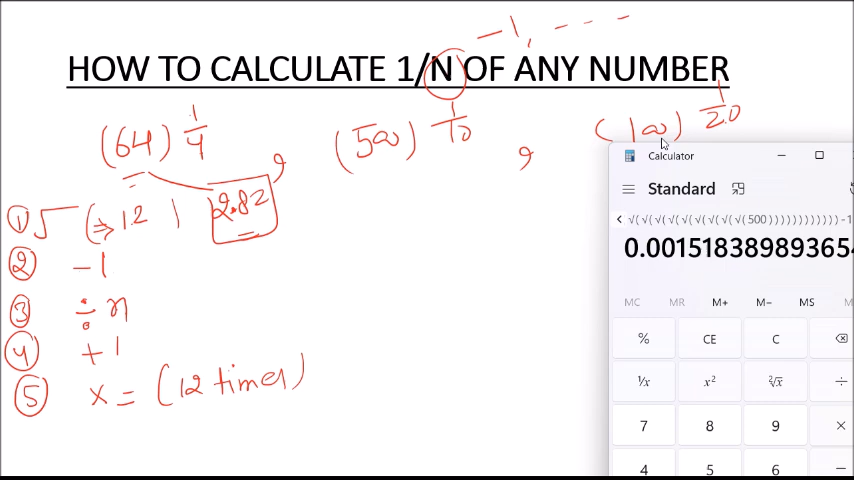 -1, - - -
HOW TO CALCULATE 1/N OF ANY NUMBER
(64)^1/4 , (500)^1/10 , (100)^1/20
① √ (⇒12 ) 2.82
② -1
③ ÷ n
④ +1
⑤ x = (12 times)
Calculator
Standard
√(√(√(√(√(√(√(√(500))))))))))))-1
0.001518389893654
MC MR M+ M- MS
% CE C
1/x x² ²√x ÷
7 8 9 ×
4 5 6 −